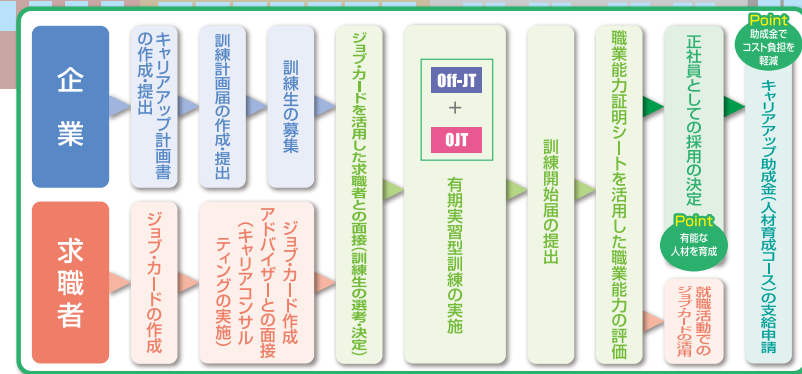 企業
キャリアアップ計画書
の作成・提出
訓練計画届の作成・提出
訓練生の募集
求職者
ジョブ・カードの作成
ジョブ・カード作成
アドバイザーとの面接
（キャリアコンサル
ティングの実施）
ジョブ・カードを活用した求職者との面接（訓練生の選考・決定）
Off-JT
+
OJT
有期実習型訓練の実施
訓練開始届の提出
職業能力証明シートを活用した職業能力の評価
正社員としての採用の決定
Point
有能な
人材を育成
就職活動での
ジョブ・カードの活用
Point
助成金で
コスト負担を
軽減
キャリアアップ助成金（人材育成コース）の支給申請